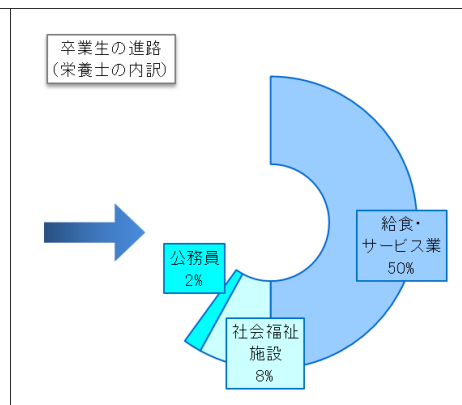 卒業生の進路
(栄養士の内訳)
給食・
サービス業
50%
公務員
2%
社会福祉
施設
8%